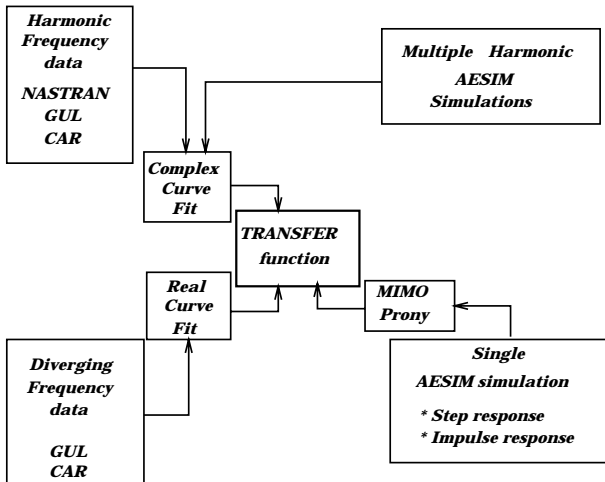 Harmonic
Frequency
data
NASTRAN
GUL
CAR
Multiple Harmonic
AESIM
Simulations
Complex
Curve
Fit
TRANSFER
function
Real
Curve
Fit
MIMO
Prony
Diverging
Frequency
data
GUL
CAR
Single
AESIM simulation
* Step response
* Impulse response